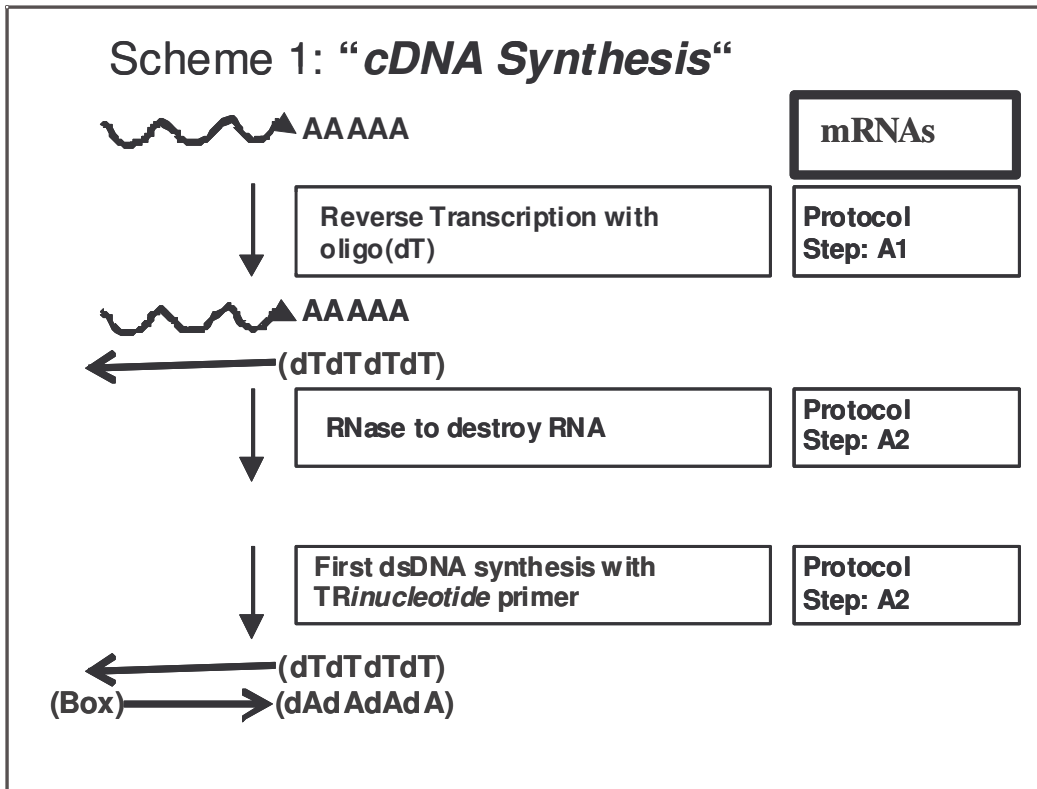 Scheme 1: “cDNA Synthesis“
AAAAA
mRNAs
Reverse Transcription with
oligo(dT)
Protocol
Step: A1
AAAAA
(dTdTdTdT)
RNase to destroy RNA
Protocol
Step: A2
First dsDNA synthesis with
TRinucleotide primer
Protocol
Step: A2
(dTdTdTdT)
(Box)
(dAdAdAdA)